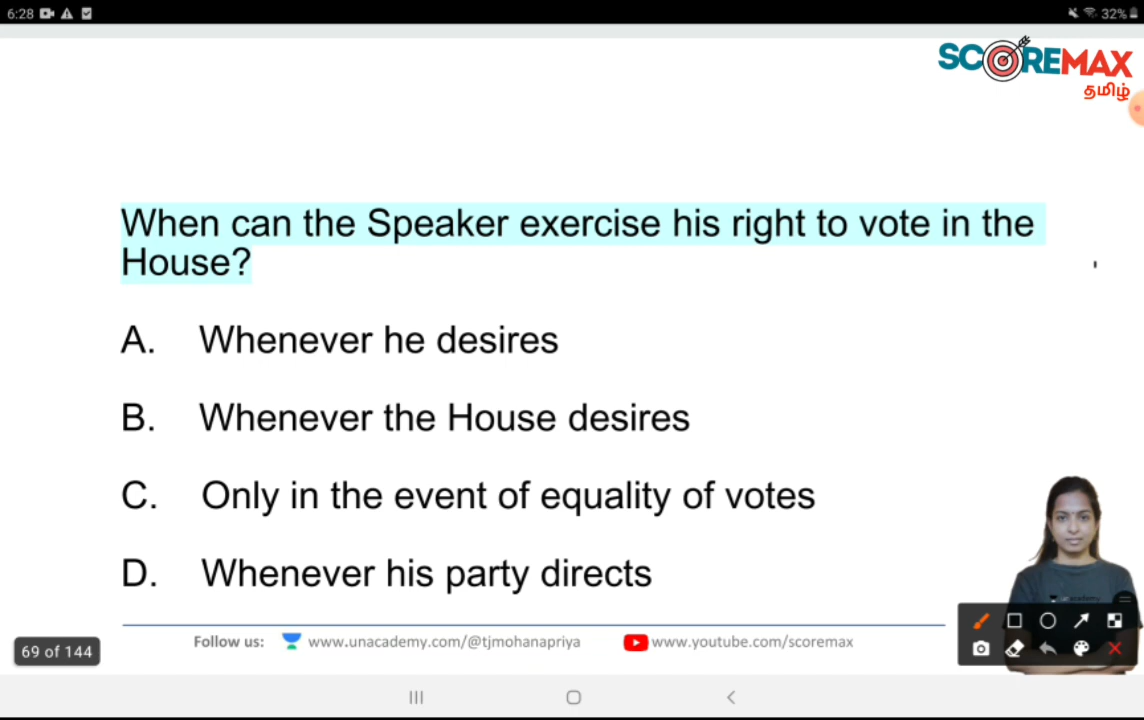 6:28
32%
SCOREMAX
தமிழ்
When can the Speaker exercise his right to vote in the
House?
A. Whenever he desires
B. Whenever the House desires
C. Only in the event of equality of votes
D. Whenever his party directs
Follow us: www.unacademy.com/@tjmohanapriya www.youtube.com/scoremax
69 of 144